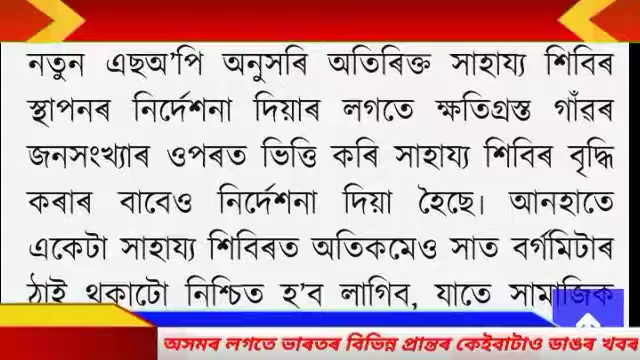 নতুন এছঅ'পি অনুসৰি অতিৰিক্ত সাহায্য শিবিৰ
স্থাপনৰ নিৰ্দেশনা দিয়াৰ লগতে ক্ষতিগ্ৰস্ত গাঁৱৰ
জনসংখ্যাৰ ওপৰত ভিত্তি কৰি সাহায্য শিবিৰ বৃদ্ধি
কৰাৰ বাবেও নিৰ্দেশনা দিয়া হৈছে। আনহাতে
একেটা সাহায্য শিবিৰত অতিকমেও সাত বৰ্গমিটাৰ
ঠাই থকাটো নিশ্চিত হ'ব লাগিব, যাতে সামাজিক
অসমৰ লগতে ভাৰতৰ বিভিন্ন প্ৰান্তৰ কেইবাটাও ডাঙৰ খবৰ